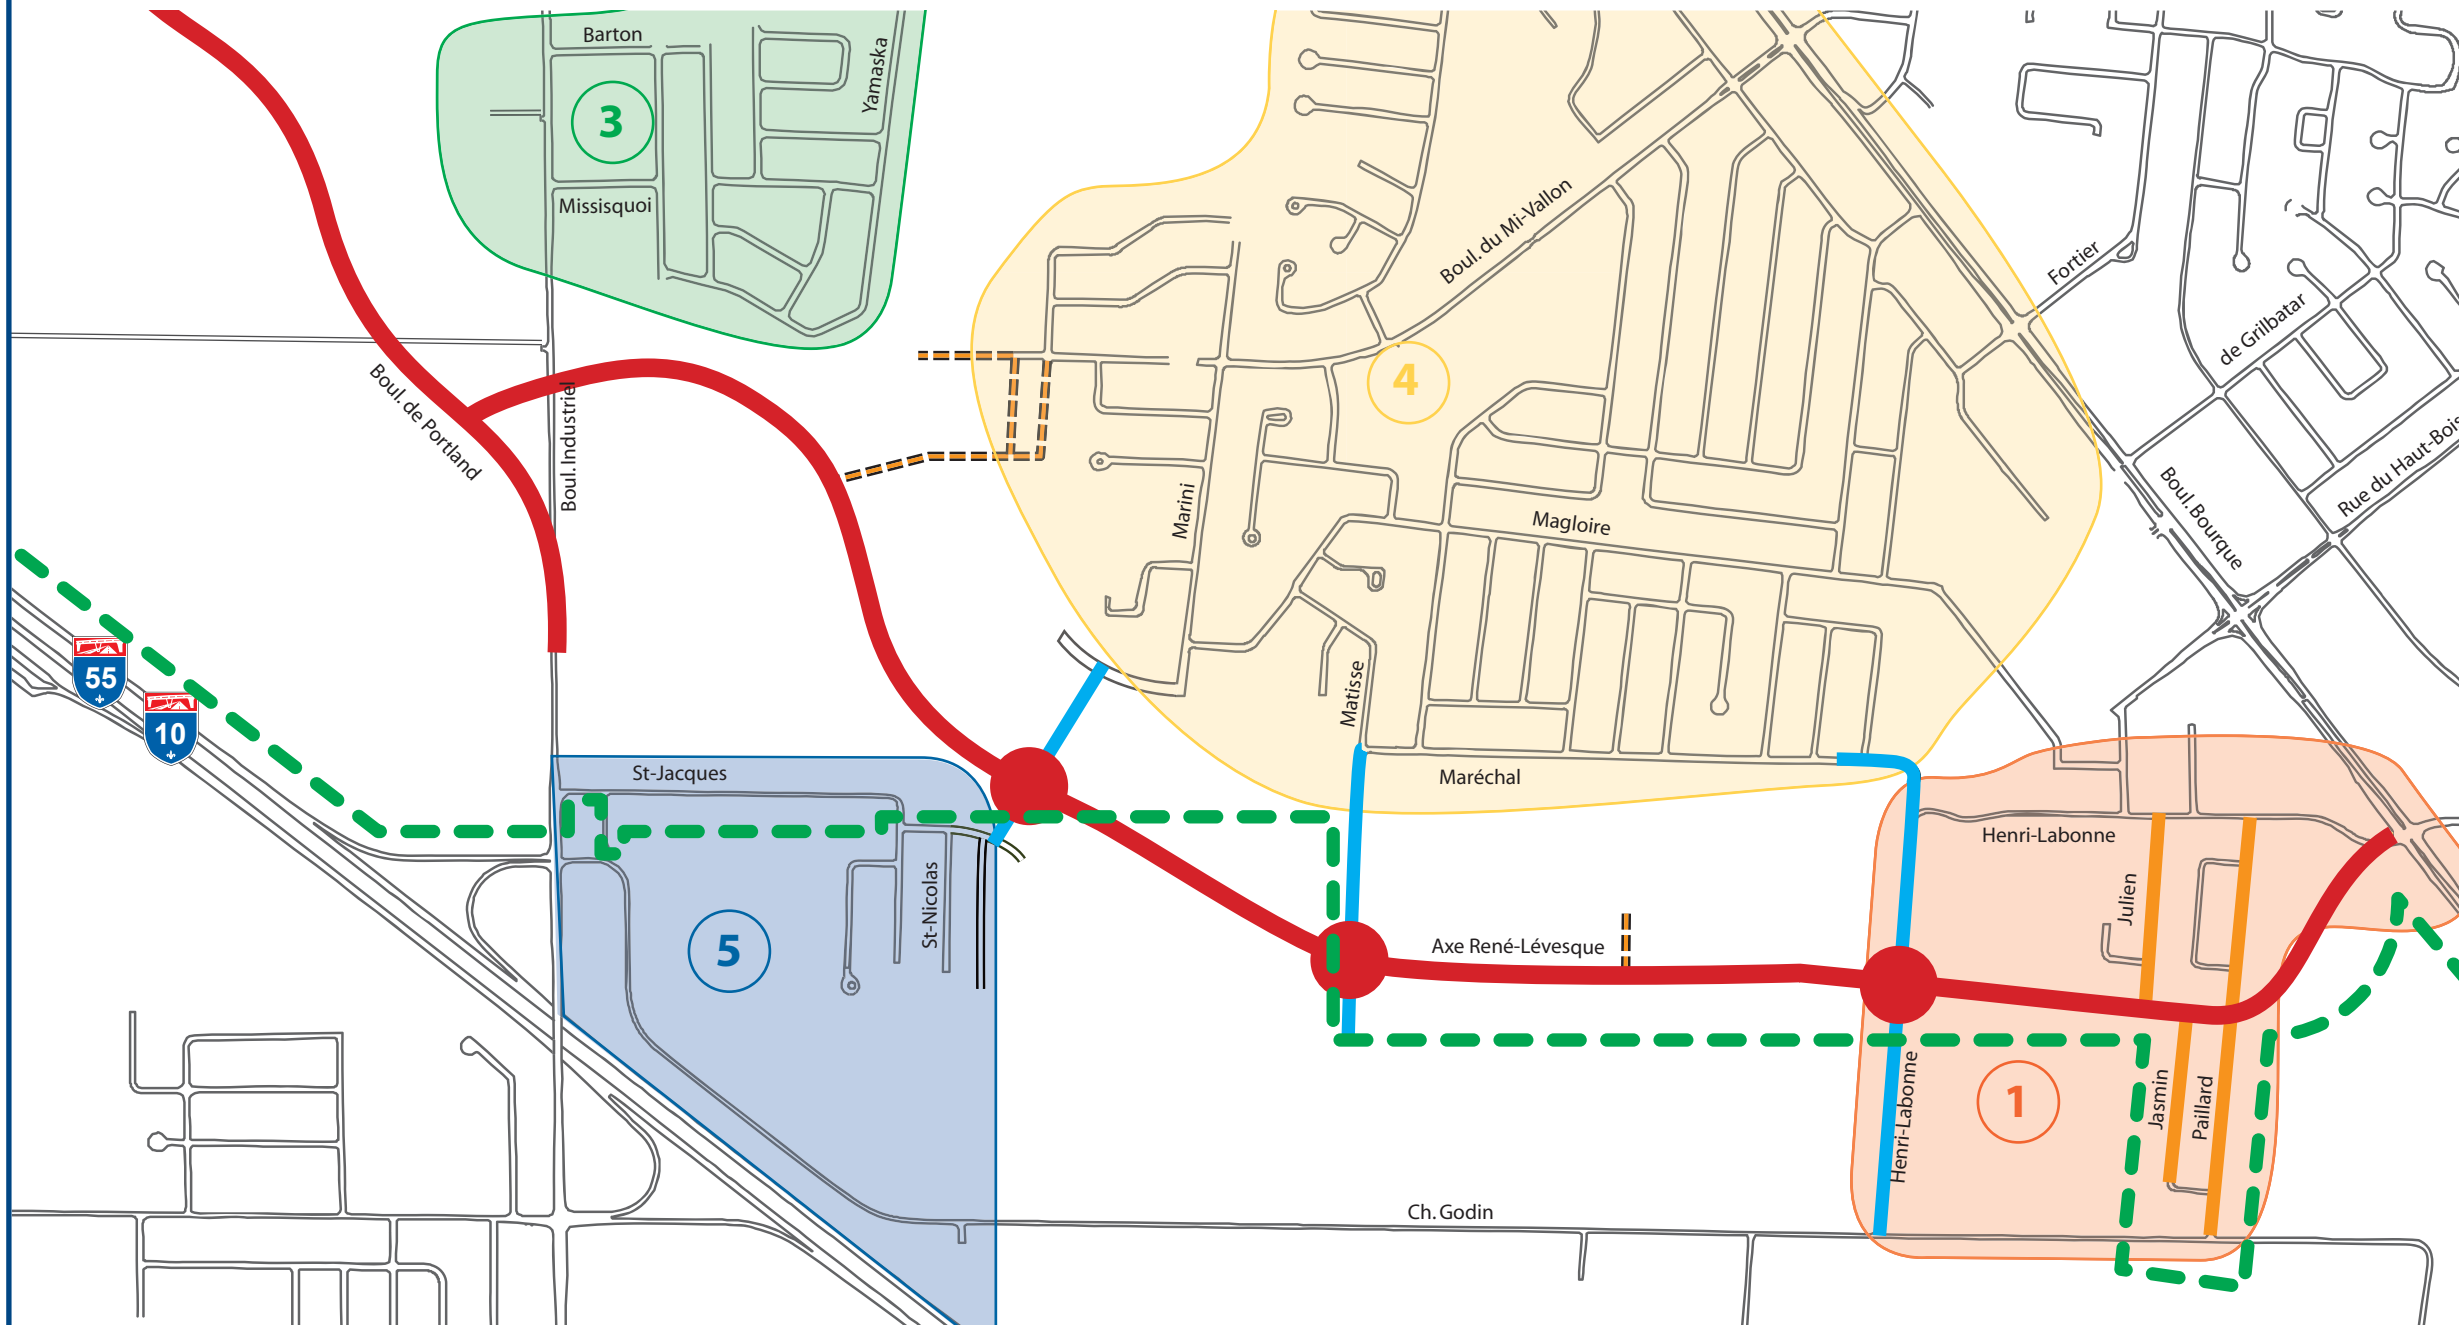 Barton
Yamaska
3
Missisquoi
Boul. du Mi-Vallon
Fortier
de Grilbatar
4
Boul. de Portland
Boul. Industriel
Marini
Magloire
Boul. Bourque
Rue du Haut-Bois
Matisse
55
10
St-Jacques
Maréchal
Henri-Labonne
Julien
St-Nicolas
5
Axe René-Lévesque
Henri-Labonne
1
Jasmin
Paillard
Ch. Godin